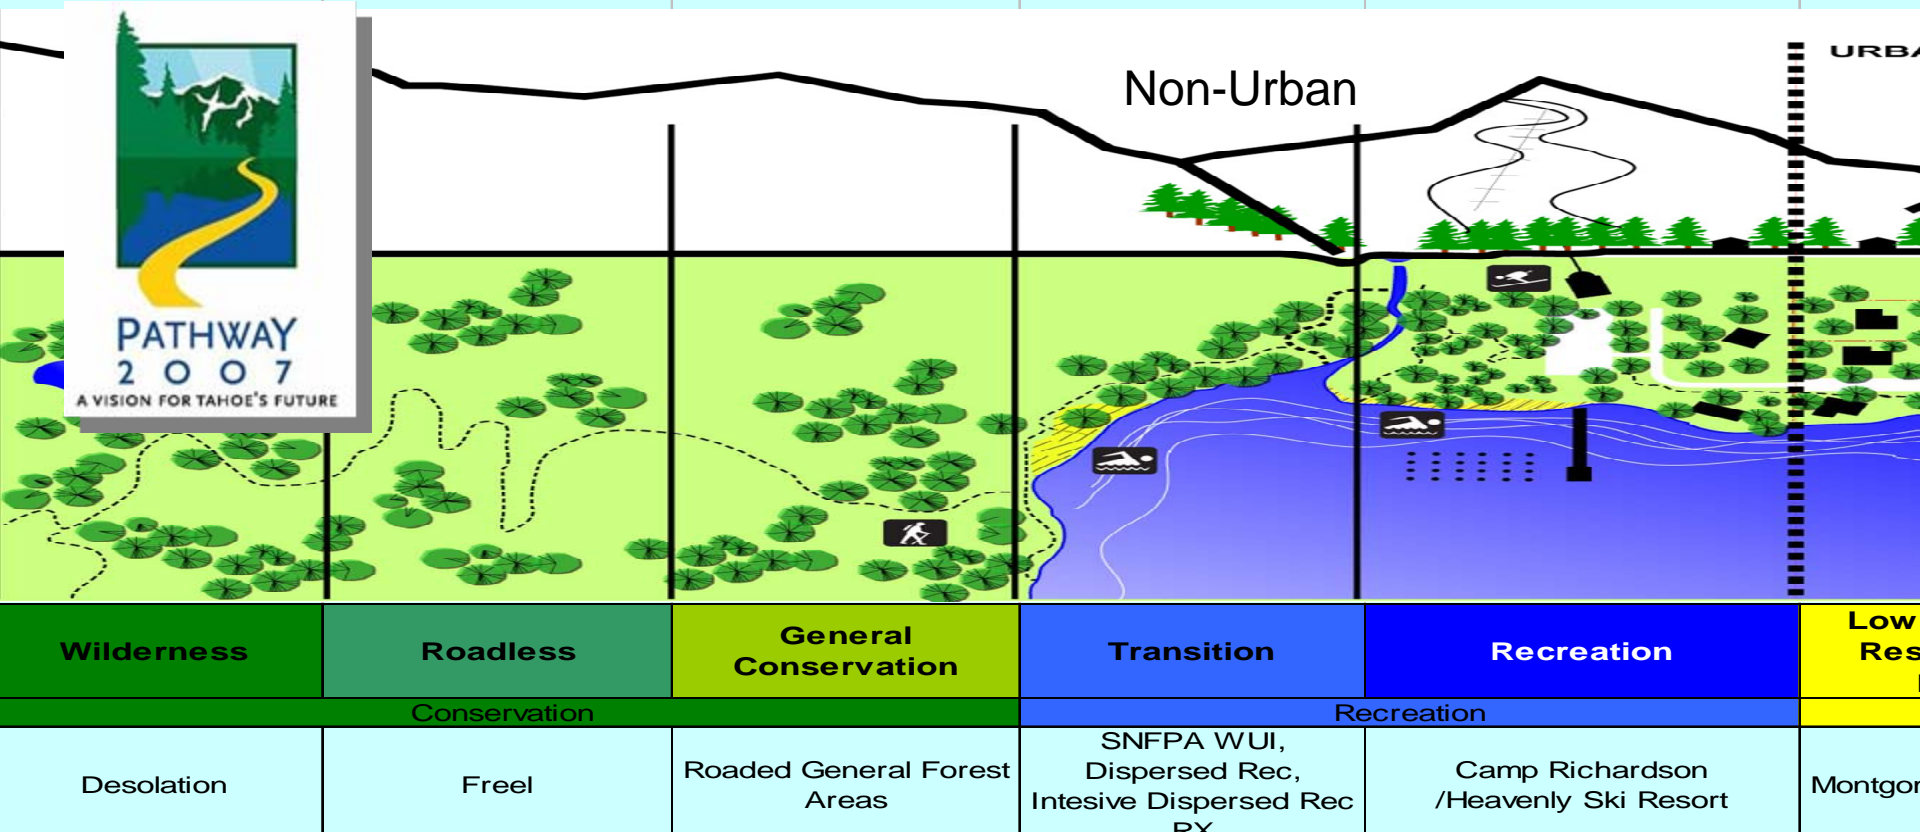 Non-Urban
PATHWAY
2 0 0 7
A VISION FOR TAHOE'S FUTURE
Wilderness
Roadless
General
Conservation
Transition
Recreation
Low
Conservation
Recreation
Desolation
Freel
Roaded General Forest
Areas
SNFPA WUI,
Dispersed Rec,
Intesive Dispersed Rec
Camp Richardson
/Heavenly Ski Resort